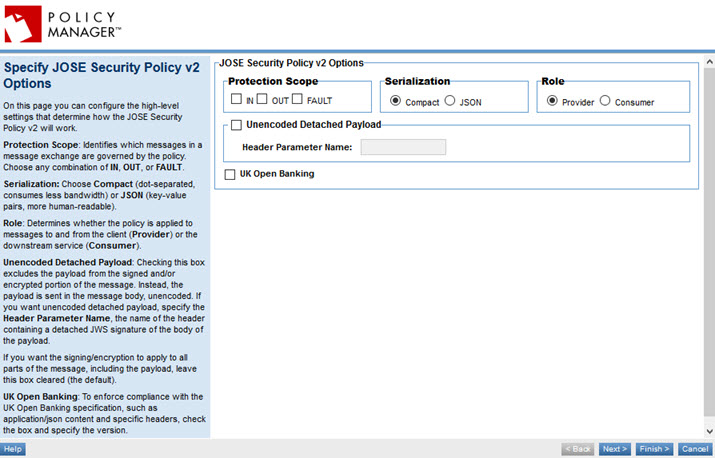 POLICY
MANAGER™
Specify JOSE Security Policy v2
Options
On this page you can configure the high-level
settings that determine how the JOSE Security
Policy v2 will work.
Protection Scope: Identifies which messages in a
message exchange are governed by the policy.
Choose any combination of IN, OUT, or FAULT.
Serialization: Choose Compact (dot-separated,
consumes less bandwidth) or JSON (key-value
pairs, more human-readable).
Role: Determines whether the policy is applied to
messages to and from the client (Provider) or the
downstream service (Consumer).
Unencoded Detached Payload: Checking this box
excludes the payload from the signed and/or
encrypted portion of the message. Instead, the
payload is sent in the message body, unencoded. If
you want unencoded detached payload, specify the
Header Parameter Name, the name of the header
containing a detached JWS signature of the body of
the payload.
If you want the signing/encryption to apply to all
parts of the message, including the payload, leave
this box cleared (the default).
UK Open Banking: To enforce compliance with the
UK Open Banking specification, such as
application/json content and specific headers, check
the box and specify the version.
JOSE Security Policy v2 Options
Protection Scope
IN OUT FAULT
Serialization
Compact JSON
Role
Provider Consumer
Unencoded Detached Payload
Header Parameter Name:
UK Open Banking
Help
< Back Next > Finish > Cancel